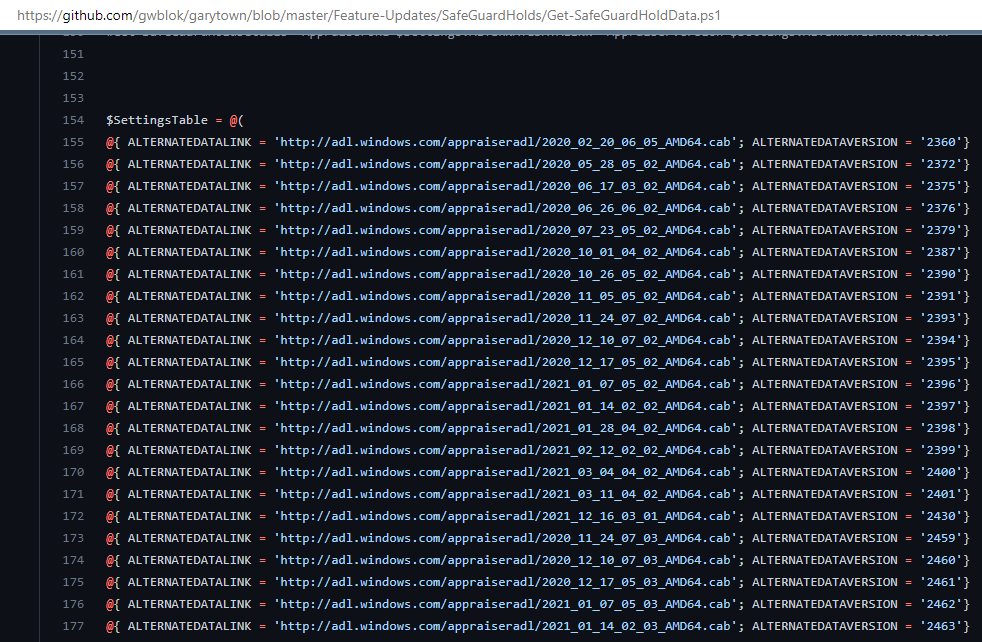 https://github.com/gwblok/garytown/blob/master/Feature-Updates/SafeGuardHolds/Get-SafeGuardHoldData.ps1
151
152
153
154 $SettingsTable = @(
155 @{ ALTERNATEDATALINK = 'http://adl.windows.com/appraiseradl/2020_02_20_06_05_AMD64.cab'; ALTERNATEDATAVERSION = '2360'}
156 @{ ALTERNATEDATALINK = 'http://adl.windows.com/appraiseradl/2020_05_28_05_02_AMD64.cab'; ALTERNATEDATAVERSION = '2372'}
157 @{ ALTERNATEDATALINK = 'http://adl.windows.com/appraiseradl/2020_06_17_03_02_AMD64.cab'; ALTERNATEDATAVERSION = '2375'}
158 @{ ALTERNATEDATALINK = 'http://adl.windows.com/appraiseradl/2020_06_26_06_02_AMD64.cab'; ALTERNATEDATAVERSION = '2376'}
159 @{ ALTERNATEDATALINK = 'http://adl.windows.com/appraiseradl/2020_07_23_05_02_AMD64.cab'; ALTERNATEDATAVERSION = '2379'}
160 @{ ALTERNATEDATALINK = 'http://adl.windows.com/appraiseradl/2020_10_01_04_02_AMD64.cab'; ALTERNATEDATAVERSION = '2387'}
161 @{ ALTERNATEDATALINK = 'http://adl.windows.com/appraiseradl/2020_10_26_05_02_AMD64.cab'; ALTERNATEDATAVERSION = '2390'}
162 @{ ALTERNATEDATALINK = 'http://adl.windows.com/appraiseradl/2020_11_05_05_02_AMD64.cab'; ALTERNATEDATAVERSION = '2391'}
163 @{ ALTERNATEDATALINK = 'http://adl.windows.com/appraiseradl/2020_11_24_07_02_AMD64.cab'; ALTERNATEDATAVERSION = '2393'}
164 @{ ALTERNATEDATALINK = 'http://adl.windows.com/appraiseradl/2020_12_10_07_02_AMD64.cab'; ALTERNATEDATAVERSION = '2394'}
165 @{ ALTERNATEDATALINK = 'http://adl.windows.com/appraiseradl/2020_12_17_05_02_AMD64.cab'; ALTERNATEDATAVERSION = '2395'}
166 @{ ALTERNATEDATALINK = 'http://adl.windows.com/appraiseradl/2021_01_07_05_02_AMD64.cab'; ALTERNATEDATAVERSION = '2396'}
167 @{ ALTERNATEDATALINK = 'http://adl.windows.com/appraiseradl/2021_01_14_02_02_AMD64.cab'; ALTERNATEDATAVERSION = '2397'}
168 @{ ALTERNATEDATALINK = 'http://adl.windows.com/appraiseradl/2021_01_28_04_02_AMD64.cab'; ALTERNATEDATAVERSION = '2398'}
169 @{ ALTERNATEDATALINK = 'http://adl.windows.com/appraiseradl/2021_02_12_02_02_AMD64.cab'; ALTERNATEDATAVERSION = '2399'}
170 @{ ALTERNATEDATALINK = 'http://adl.windows.com/appraiseradl/2021_03_04_04_02_AMD64.cab'; ALTERNATEDATAVERSION = '2400'}
171 @{ ALTERNATEDATALINK = 'http://adl.windows.com/appraiseradl/2021_03_11_04_02_AMD64.cab'; ALTERNATEDATAVERSION = '2401'}
172 @{ ALTERNATEDATALINK = 'http://adl.windows.com/appraiseradl/2021_12_16_03_01_AMD64.cab'; ALTERNATEDATAVERSION = '2430'}
173 @{ ALTERNATEDATALINK = 'http://adl.windows.com/appraiseradl/2020_11_24_07_03_AMD64.cab'; ALTERNATEDATAVERSION = '2459'}
174 @{ ALTERNATEDATALINK = 'http://adl.windows.com/appraiseradl/2020_12_10_07_03_AMD64.cab'; ALTERNATEDATAVERSION = '2460'}
175 @{ ALTERNATEDATALINK = 'http://adl.windows.com/appraiseradl/2020_12_17_05_03_AMD64.cab'; ALTERNATEDATAVERSION = '2461'}
176 @{ ALTERNATEDATALINK = 'http://adl.windows.com/appraiseradl/2021_01_07_05_03_AMD64.cab'; ALTERNATEDATAVERSION = '2462'}
177 @{ ALTERNATEDATALINK = 'http://adl.windows.com/appraiseradl/2021_01_14_02_03_AMD64.cab'; ALTERNATEDATAVERSION = '2463'}